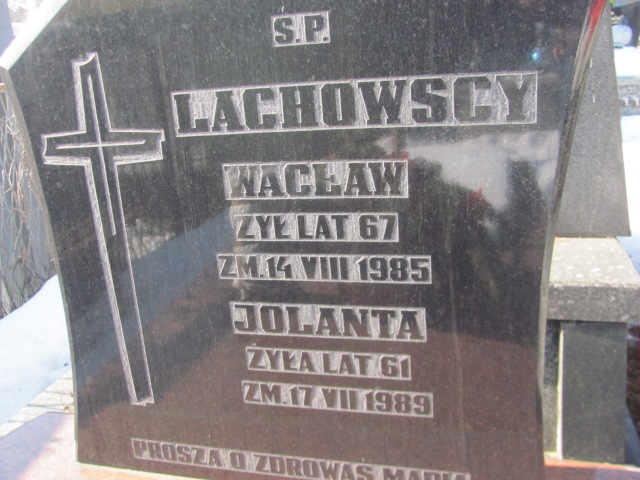 Ś.P.
LACHOWSCY
WACŁAW
ŻYŁ LAT 67
ZM. 14 VIII 1985
JOLANTA
ŻYŁA LAT 61
ZM. 17 VII 1989
PROSZĄ O ZDROWAŚ MARIA